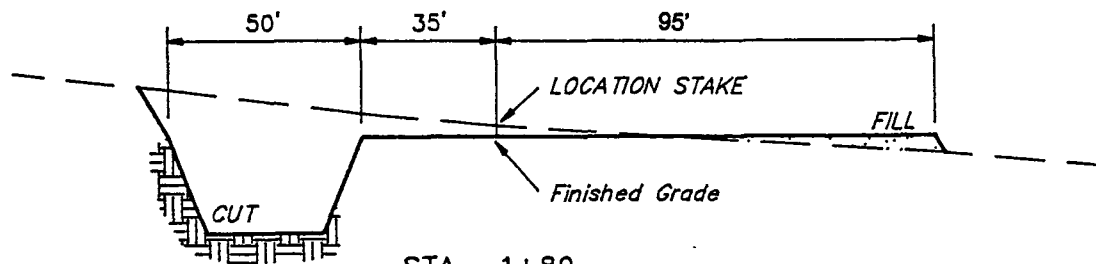 50' 35' 95'
LOCATION STAKE
FILL
Finished Grade
CUT